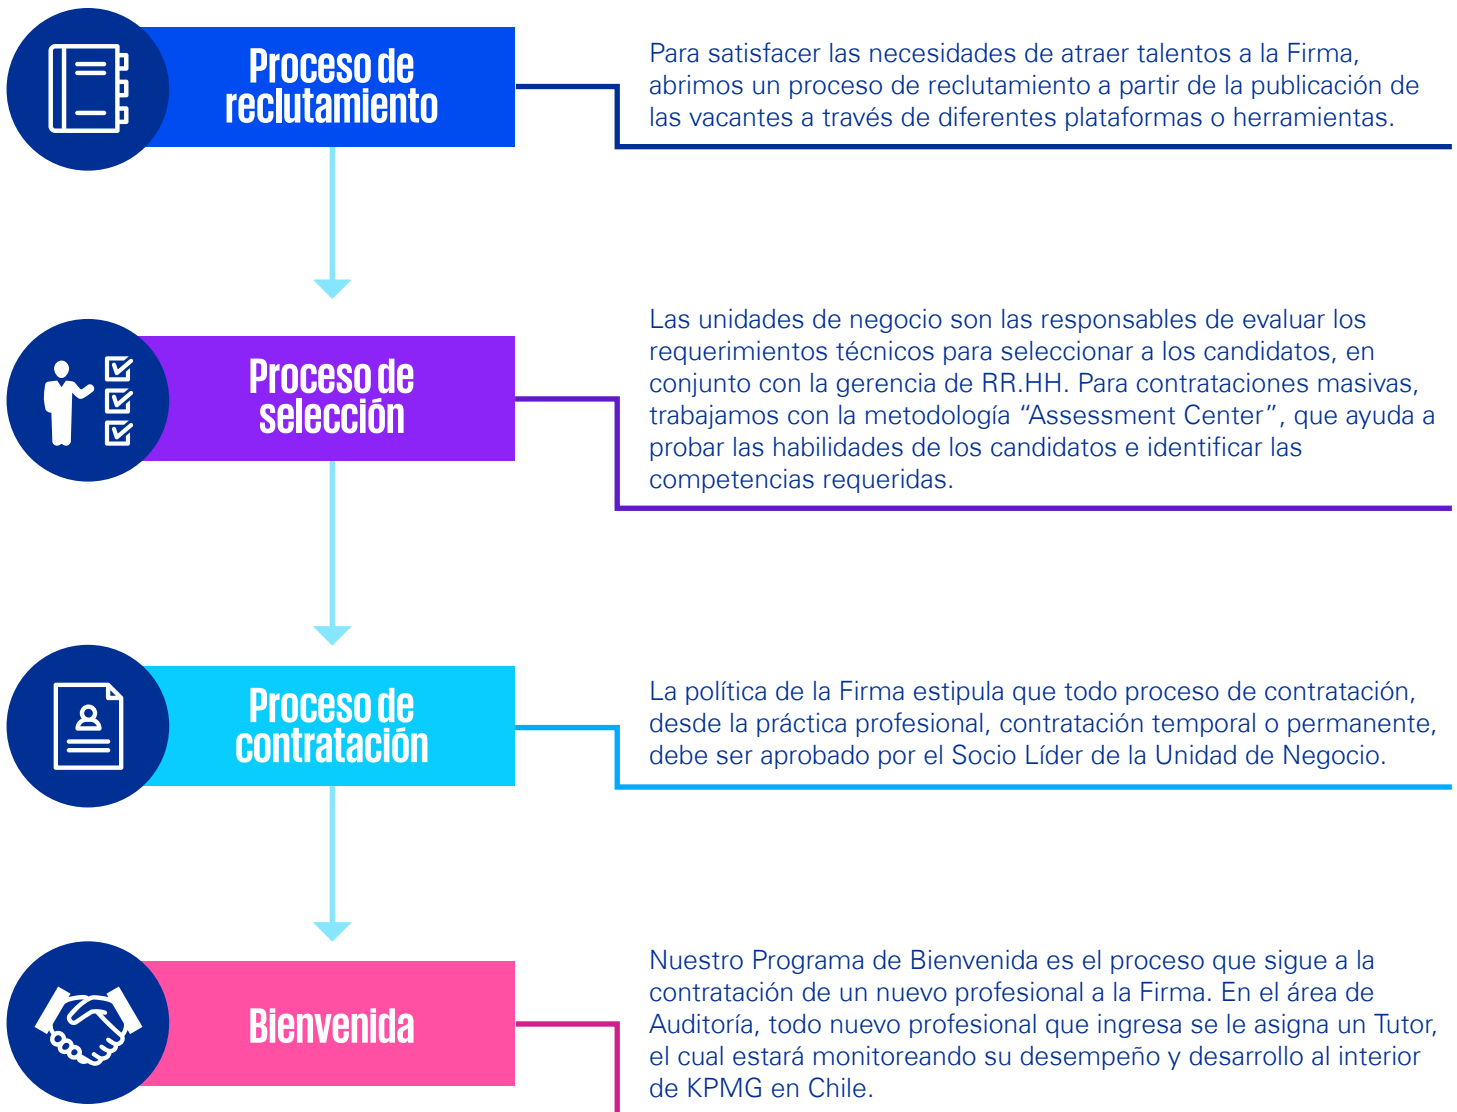 Proceso de
reclutamiento
Para satisfacer las necesidades de atraer talentos a la Firma,
abrimos un proceso de reclutamiento a partir de la publicación de
las vacantes a través de diferentes plataformas o herramientas.
Proceso de
selección
Las unidades de negocio son las responsables de evaluar los
requerimientos técnicos para seleccionar a los candidatos, en
conjunto con la gerencia de RR.HH. Para contrataciones masivas,
trabajamos con la metodología “Assessment Center”, que ayuda a
probar las habilidades de los candidatos e identificar las
competencias requeridas.
Proceso de
contratación
La política de la Firma estipula que todo proceso de contratación,
desde la práctica profesional, contratación temporal o permanente,
debe ser aprobado por el Socio Líder de la Unidad de Negocio.
Bienvenida
Nuestro Programa de Bienvenida es el proceso que sigue a la
contratación de un nuevo profesional a la Firma. En el área de
Auditoría, todo nuevo profesional que ingresa se le asigna un Tutor,
el cual estará monitoreando su desempeño y desarrollo al interior
de KPMG en Chile.